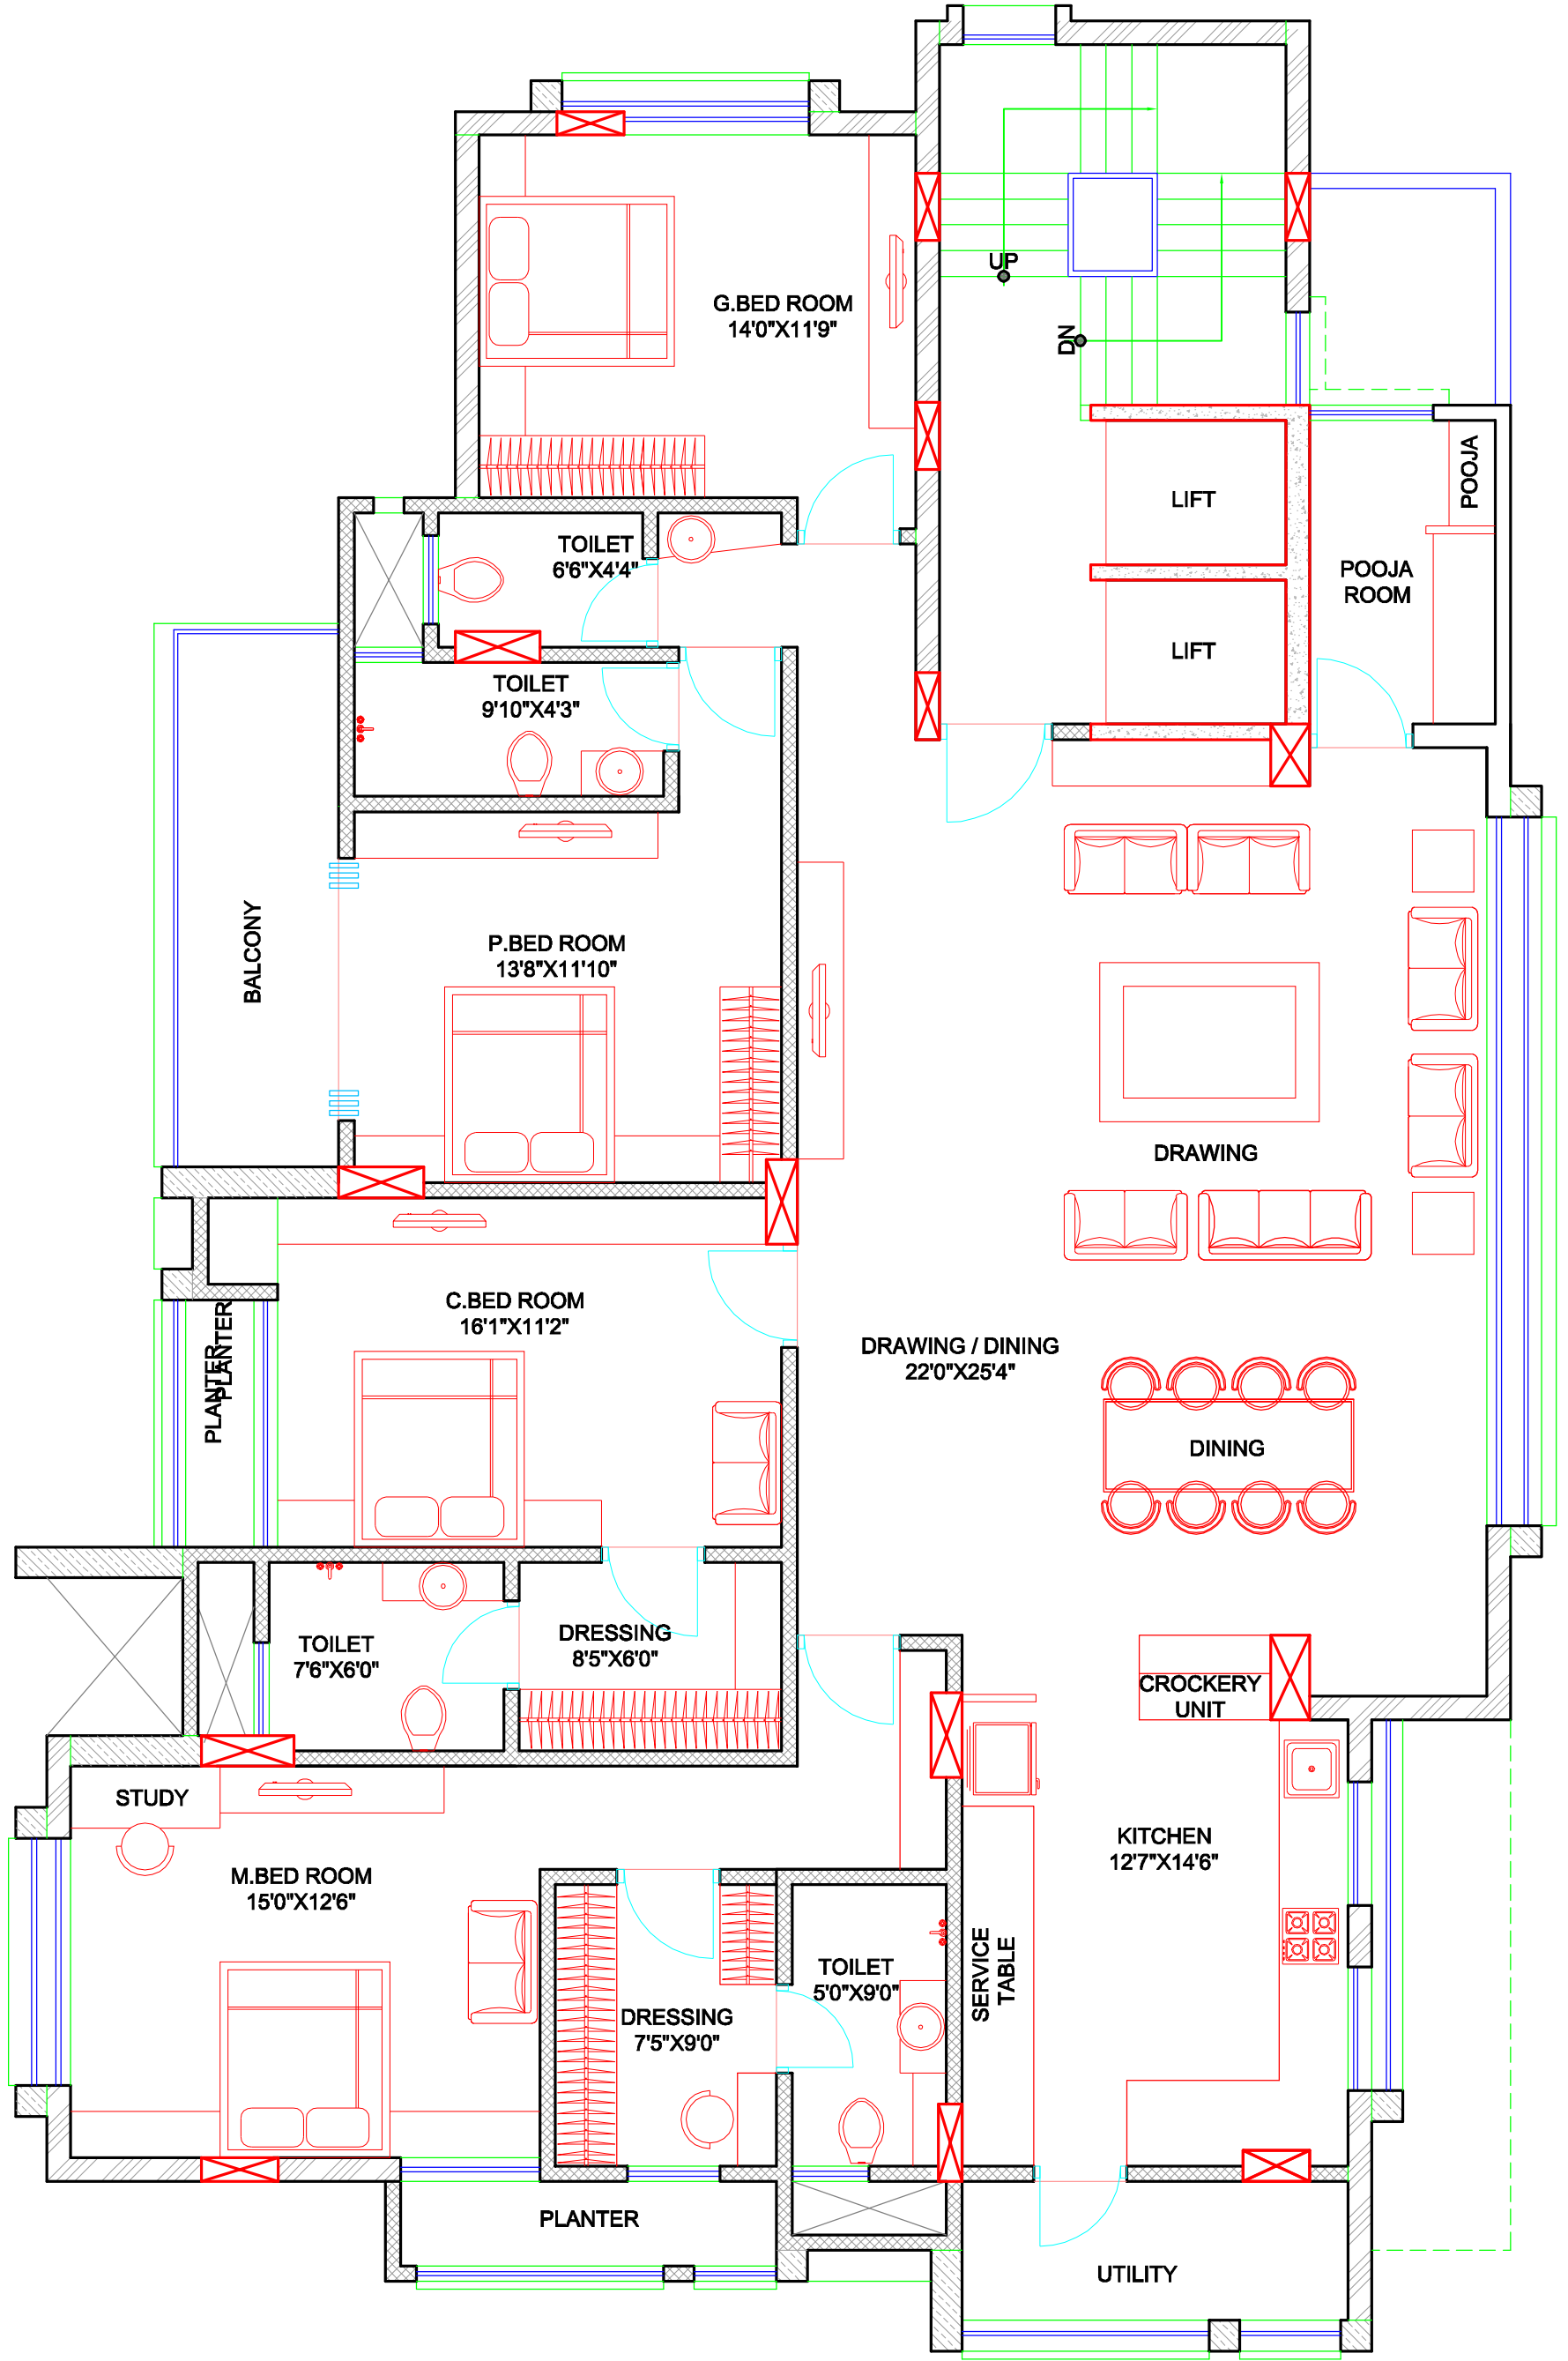 UP
G.BED ROOM
14'0"X11'9"
DN
POOJA
LIFT
TOILET
6'6"X4'4"
POOJA
ROOM
LIFT
TOILET
9'10"X4'3"
BALCONY
P.BED ROOM
13'8"X11'10"
DRAWING
C.BED ROOM
16'1"X11'2"
PLANTER
PLANTER
DRAWING / DINING
22'0"X25'4"
DINING
TOILET
7'6"X6'0"
DRESSING
8'5"X6'0"
CROCKERY
UNIT
STUDY
KITCHEN
12'7"X14'6"
M.BED ROOM
15'0"X12'6"
SERVICE
TABLE
TOILET
5'0"X9'0"
DRESSING
7'5"X9'0"
PLANTER
UTILITY